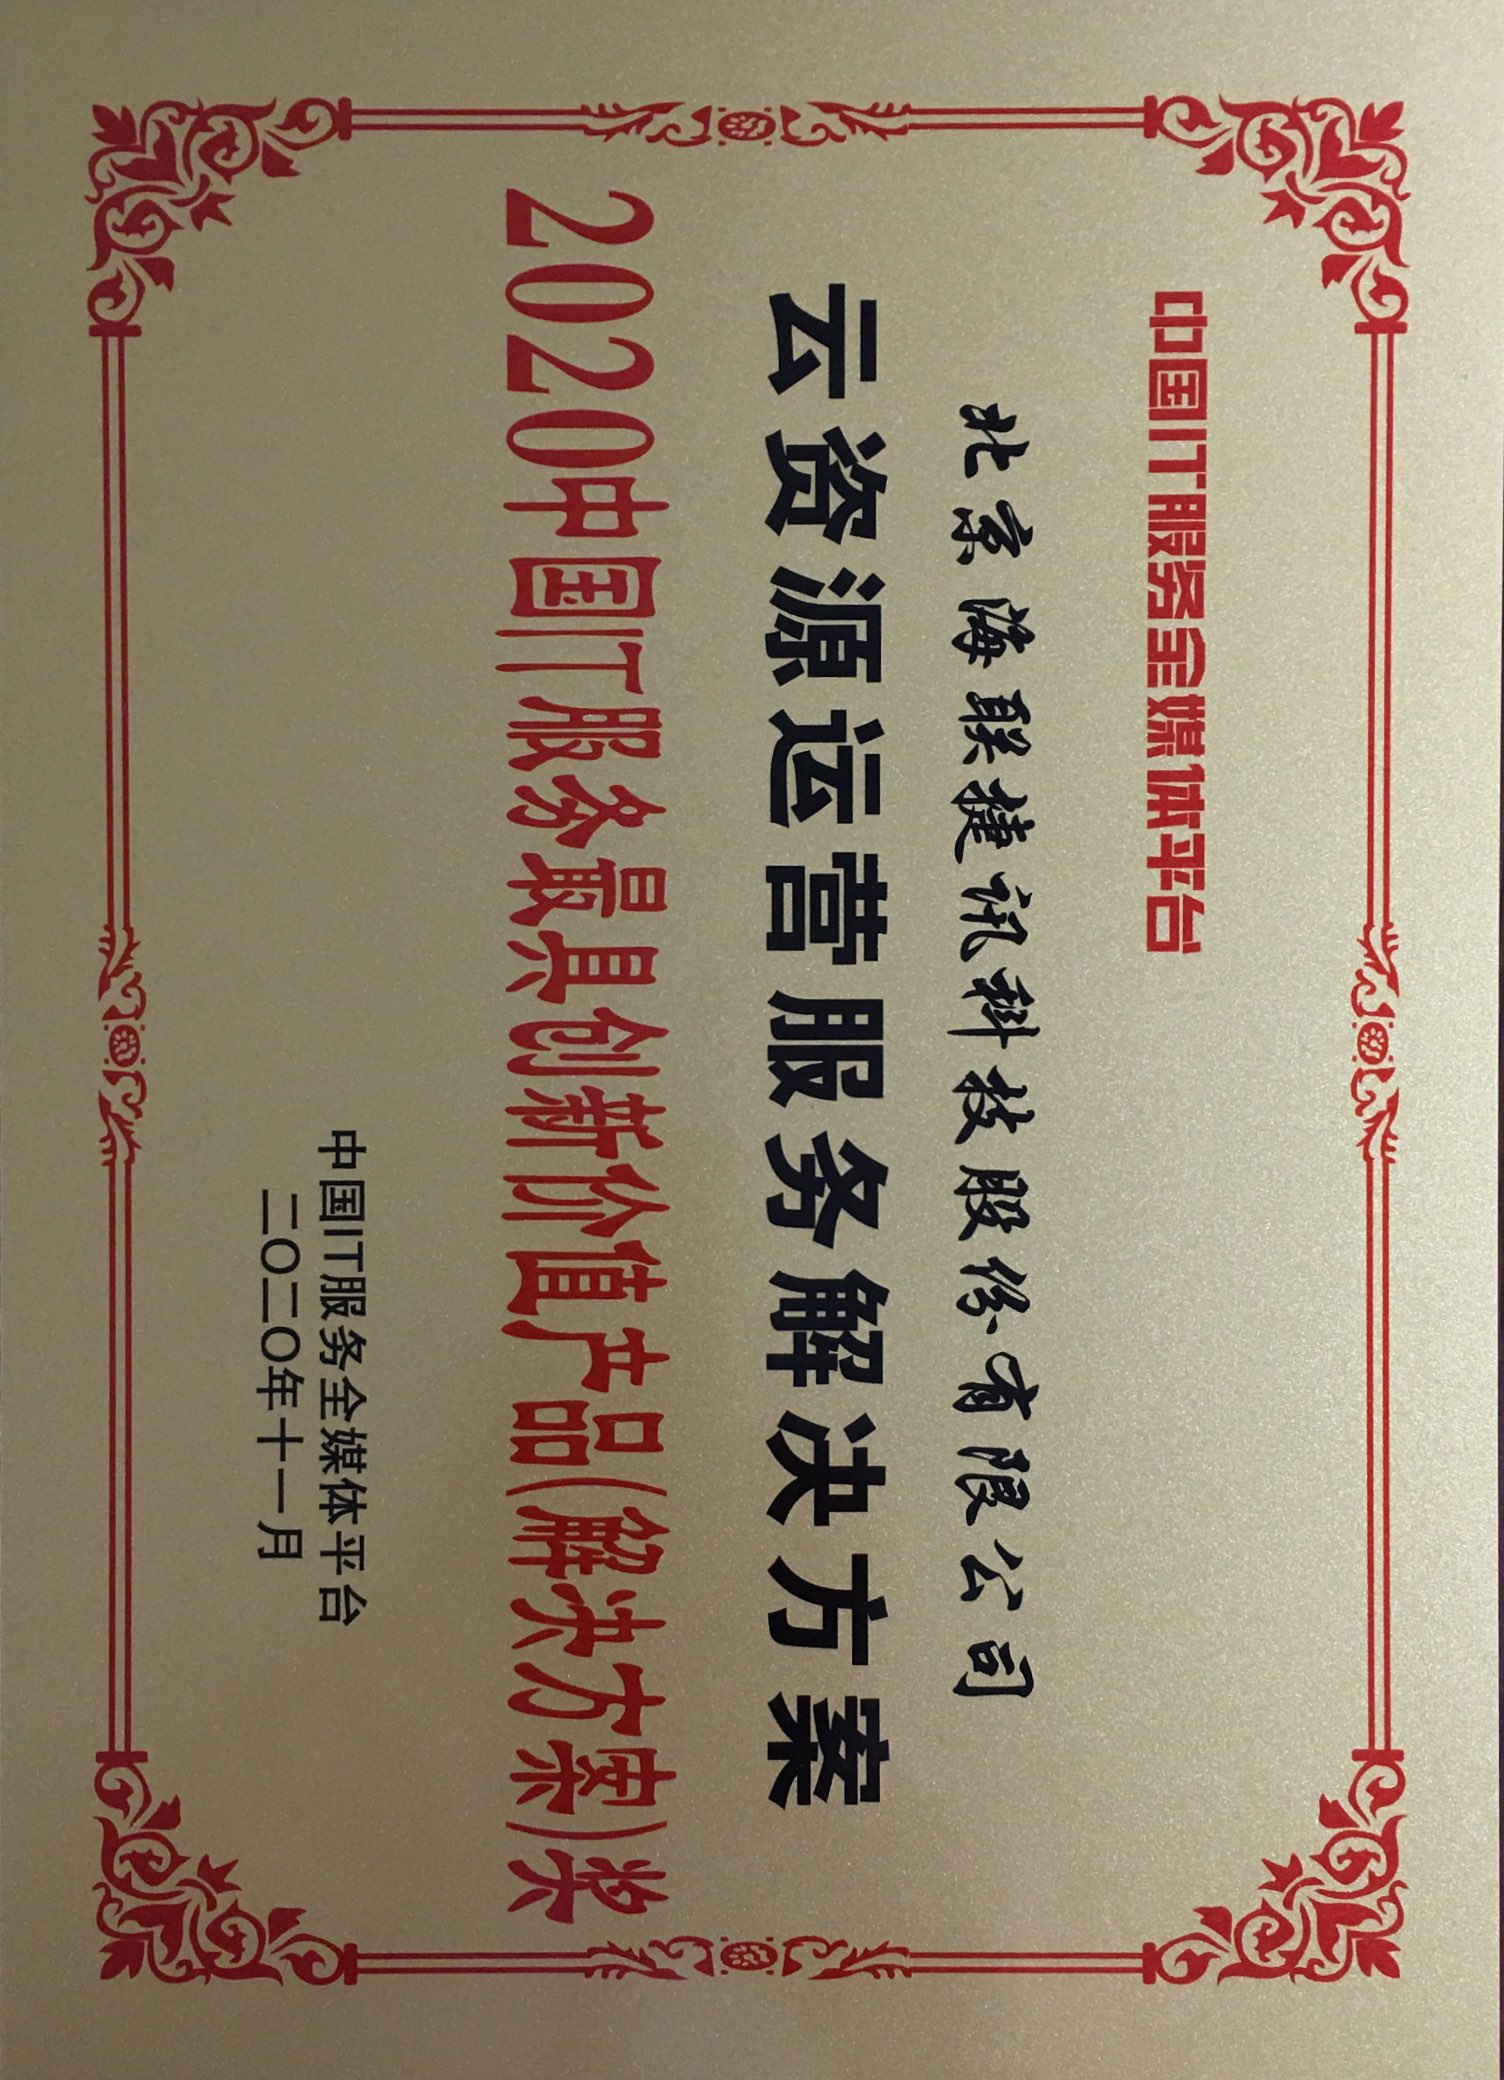 中国IT服务全媒体平台
北京海联捷讯科技股份有限公司
云资源运营服务解决方案
2020中国IT服务最具创新价值产品(解决方案)奖
中国IT服务全媒体平台
二〇二〇年十一月